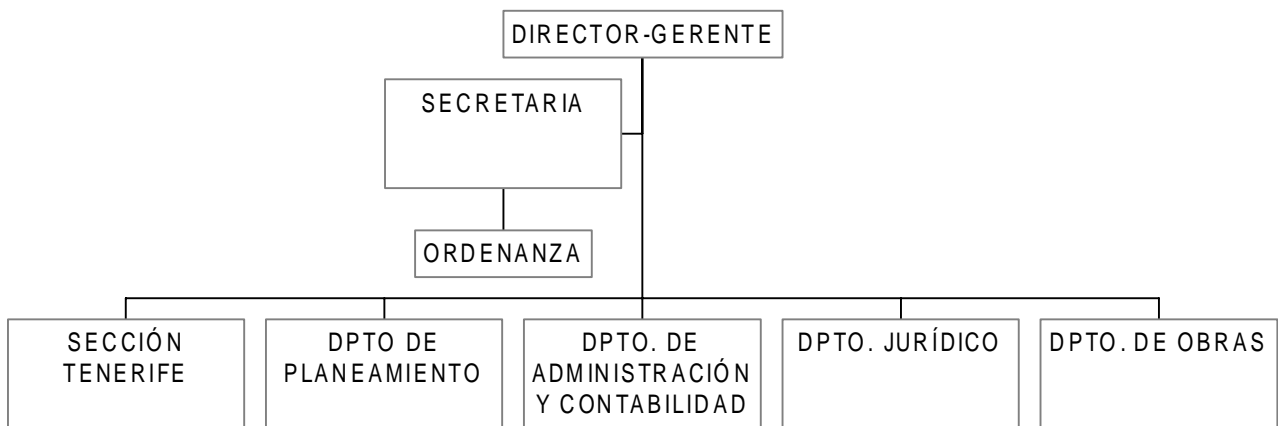 DIRECTOR-GERENTE
SECRETARIA
ORDENANZA
SECCIÓN
TENERIFE
DPTO DE
PLANEAMIENTO
DPTO. DE
ADMINISTRACIÓN
Y CONTABILIDAD
DPTO. JURÍDICO
DPTO. DE OBRAS